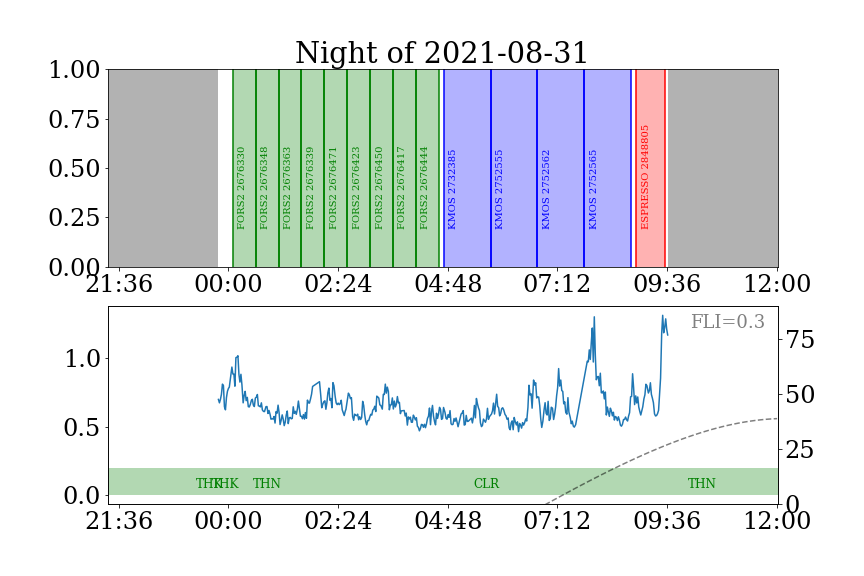 Night of 2021-08-31
1.00
0.75
0.50
0.25
0.00
FORS2 2676330
FORS2 2676348
FORS2 2676363
FORS2 2676339
FORS2 2676471
FORS2 2676423
FORS2 2676450
FORS2 2676417
FORS2 2676444
KMOS 2732385
KMOS 2752555
KMOS 2752562
KMOS 2752565
ESPRESSO 2848805
21:36 00:00 02:24 04:48 07:12 09:36 12:00
FLI=0.3
1.0
0.5
0.0
75
50
25
0
THK THK THN CLR THN
21:36 00:00 02:24 04:48 07:12 09:36 12:00